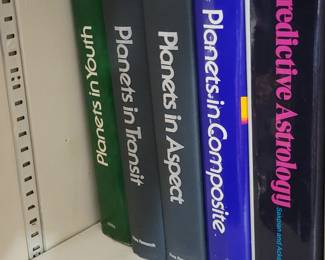 Planets in Youth
Planets in Transit
Planets in Aspect
Planets in Composite
Predictive Astrology